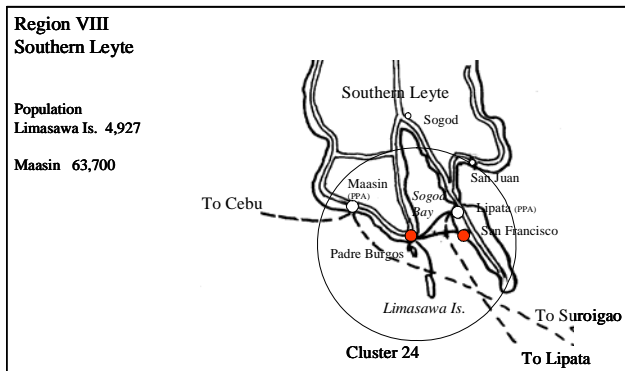 Region VIII
Southern Leyte
Population
Limasawa Is. 4,927
Maasin 63,700
Southern Leyte
Sogod
San Juan
Maasin
(PPA)
Sogod
Bay
To Cebu
Lipata (PPA)
San Francisco
Padre Burgos
Limasawa Is.
To Suroigao
Cluster 24
To Lipata